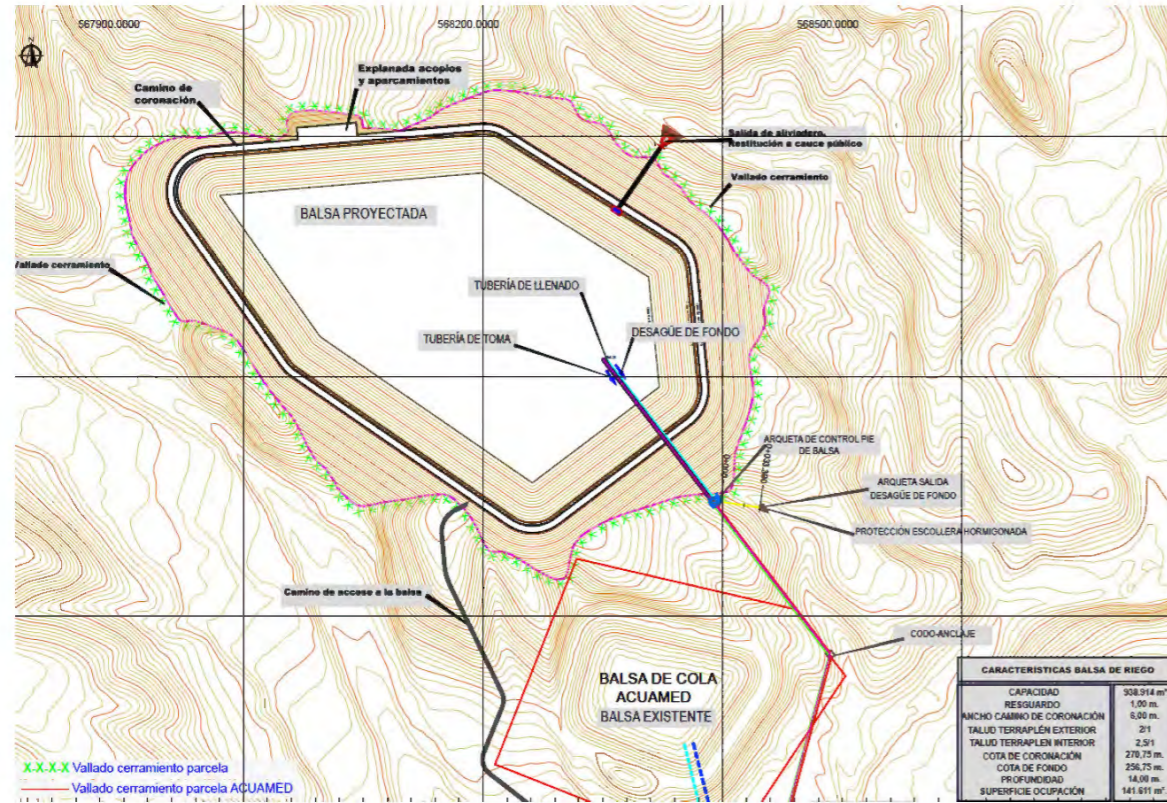 567900.0000
568200.0000
568500.0000
N
Explanada acopios
y aparcamientos
Camino de
coronación
Salida de aliviadero.
Restitución a cauce público
Vallado cerramiento
BALSA PROYECTADA
Vallado cerramiento
TUBERÍA DE LLENADO
DESAGÜE DE FONDO
TUBERÍA DE TOMA
ARQUETA DE CONTROL PIE
DE BALSA
ARQUETA SALIDA
DESAGÜE DE FONDO
PROTECCIÓN ESCOLLERA HORMIGONADA
Camino de acceso a la balsa
CODO-ANCLAJE
BALSA DE COLA
ACUAMED
BALSA EXISTENTE
CARACTERISTICAS BALSA DE RIEGO
CAPACIDAD 938.914 m³
RESGUARDO 1,00 m.
ANCHO CAMINO DE CORONACIÓN 6,00 m.
TALUD TERRAPLÉN EXTERIOR 2/1
TALUD TERRAPLEN INTERIOR 2,5/1
COTA DE CORONACIÓN 270,75 m.
COTA DE FONDO 256,75 m.
PROFUNDIDAD 14,00 m.
SUPERFICIE OCUPACIÓN 141.611 m²
X-X-X-X Vallado cerramiento parcela
Vallado cerramiento parcela ACUAMED